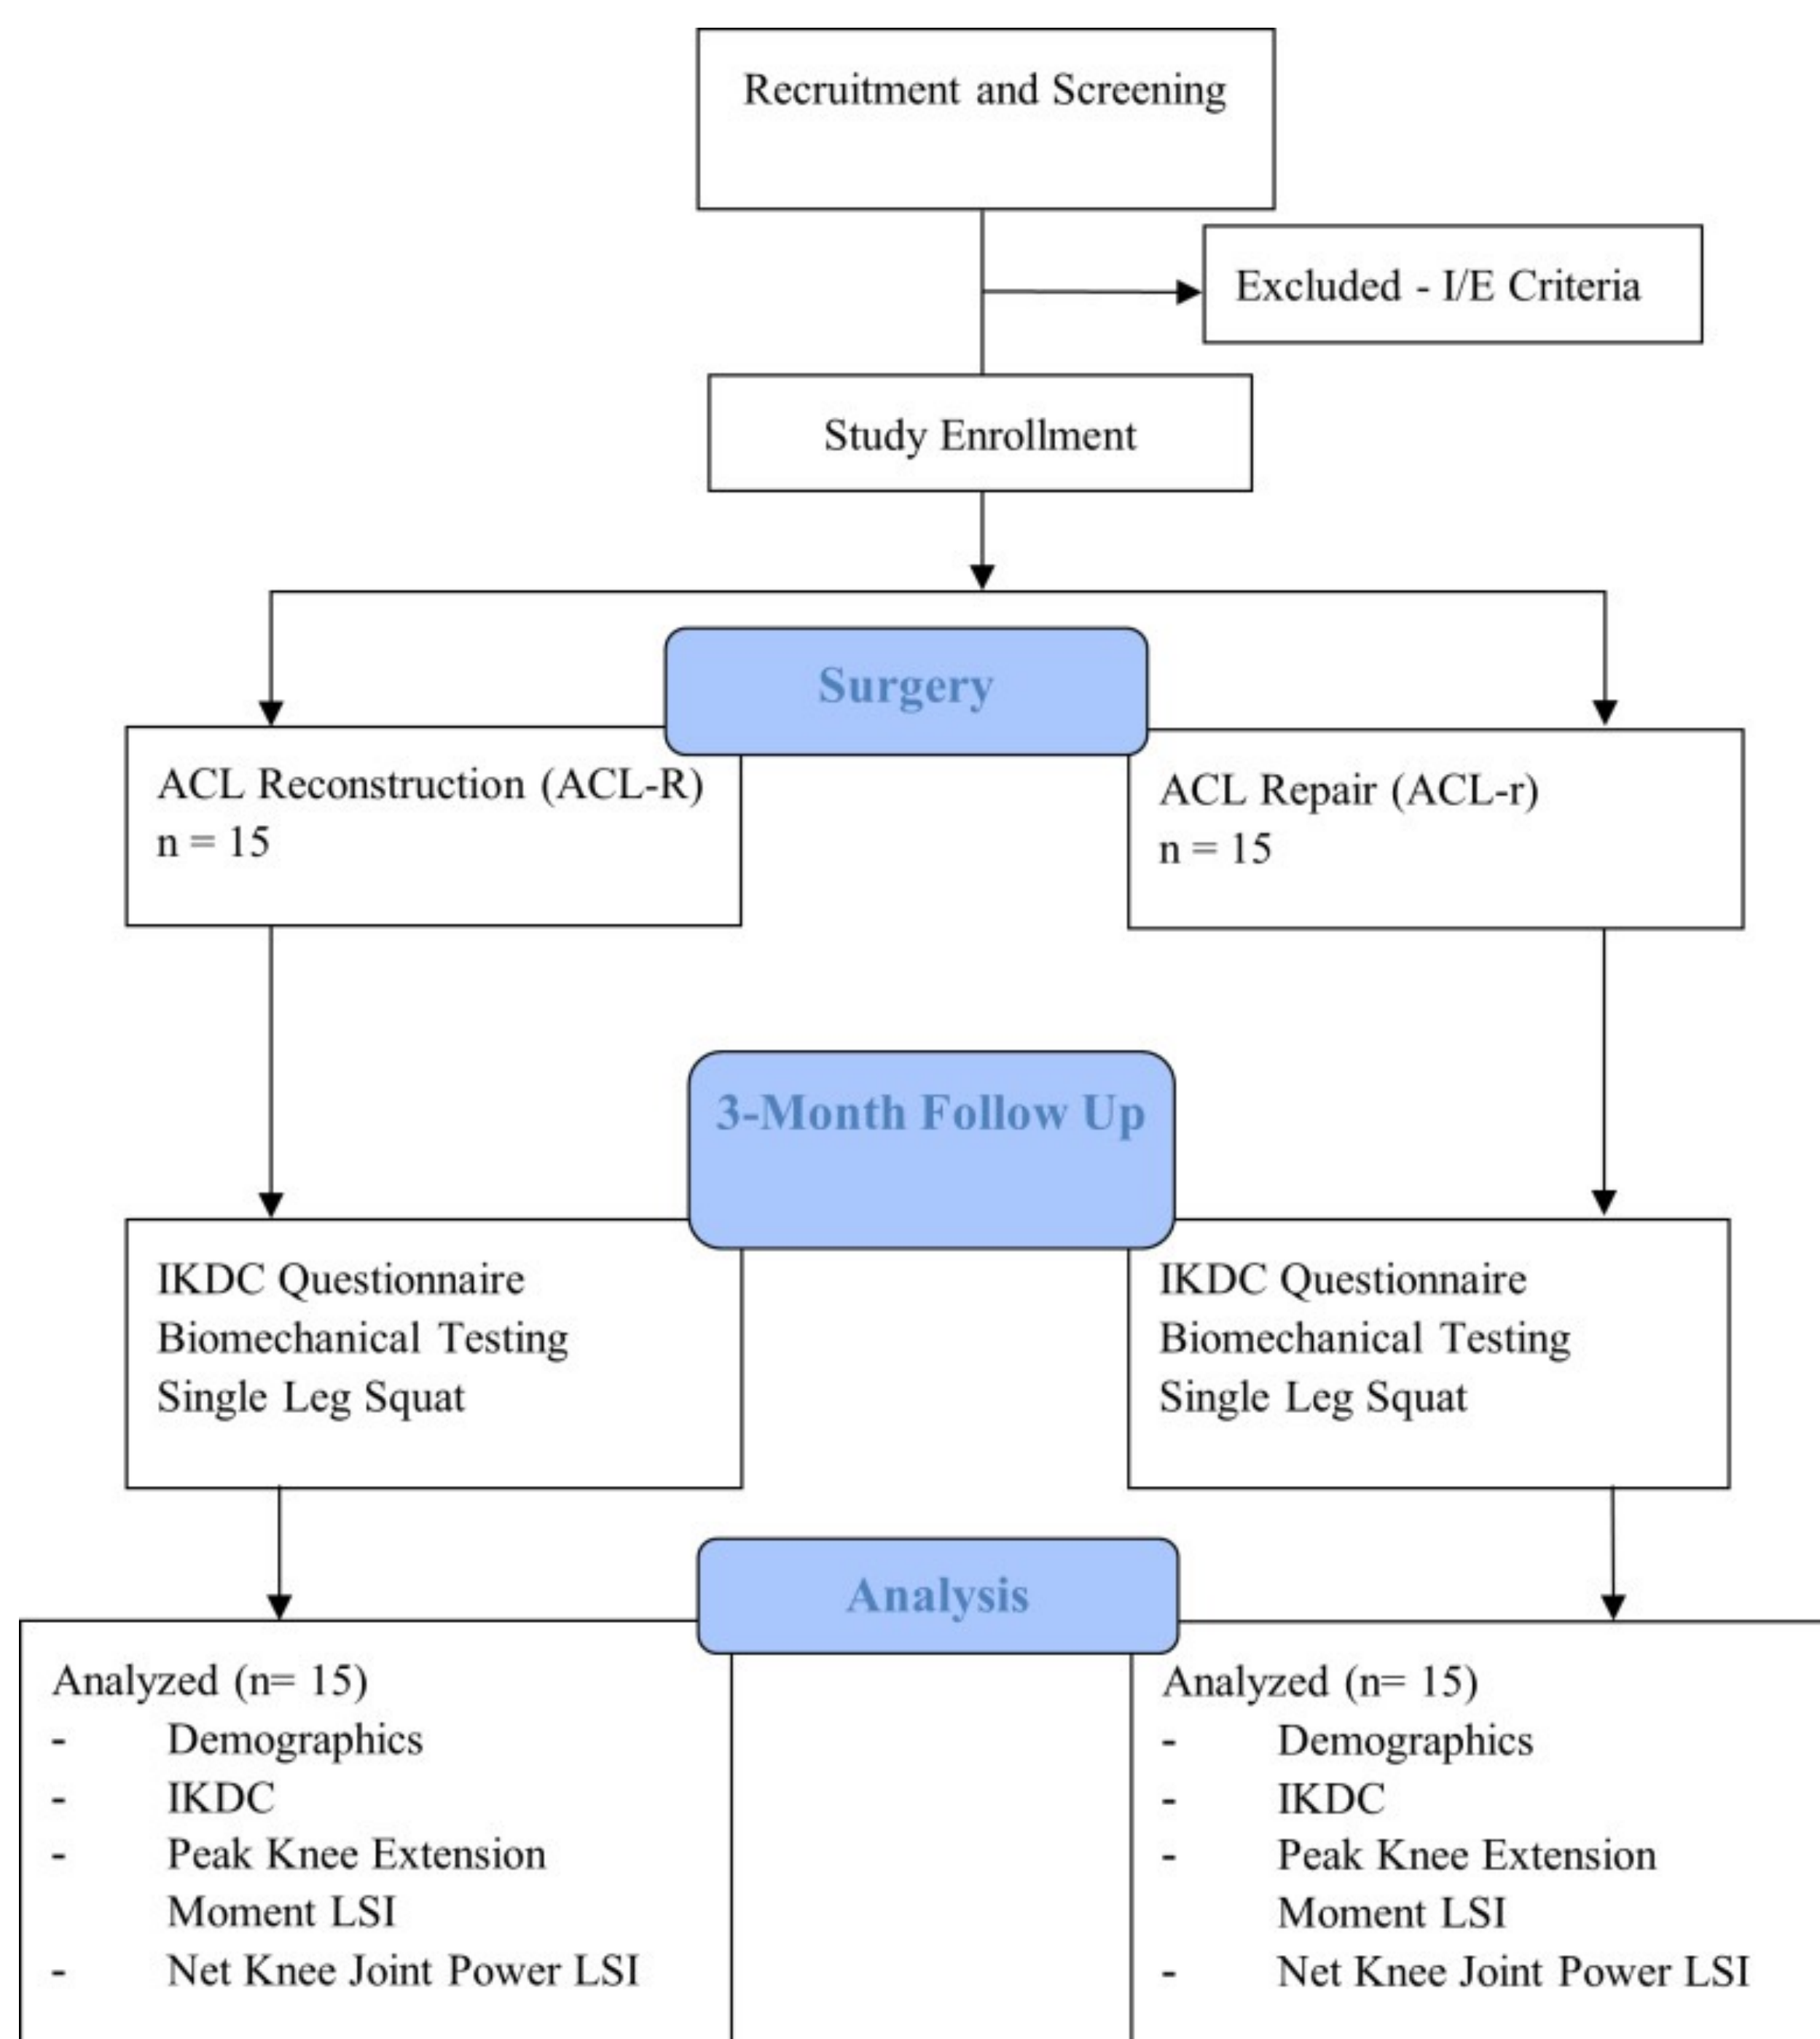 Recruitment and Screening
Excluded - I/E Criteria
Study Enrollment
Surgery
ACL Reconstruction (ACL-R)
n = 15
ACL Repair (ACL-r)
n = 15
3-Month Follow Up
IKDC Questionnaire
Biomechanical Testing
Single Leg Squat
IKDC Questionnaire
Biomechanical Testing
Single Leg Squat
Analysis
Analyzed (n= 15)
- Demographics
- IKDC
- Peak Knee Extension
Moment LSI
- Net Knee Joint Power LSI
Analyzed (n= 15)
- Demographics
- IKDC
- Peak Knee Extension
Moment LSI
- Net Knee Joint Power LSI